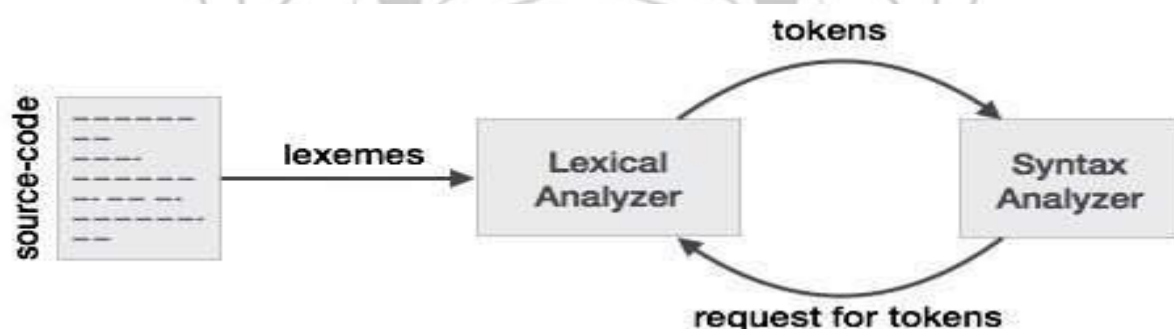 tokens
source-code
lexemes
Lexical
Analyzer
Syntax
Analyzer
request for tokens